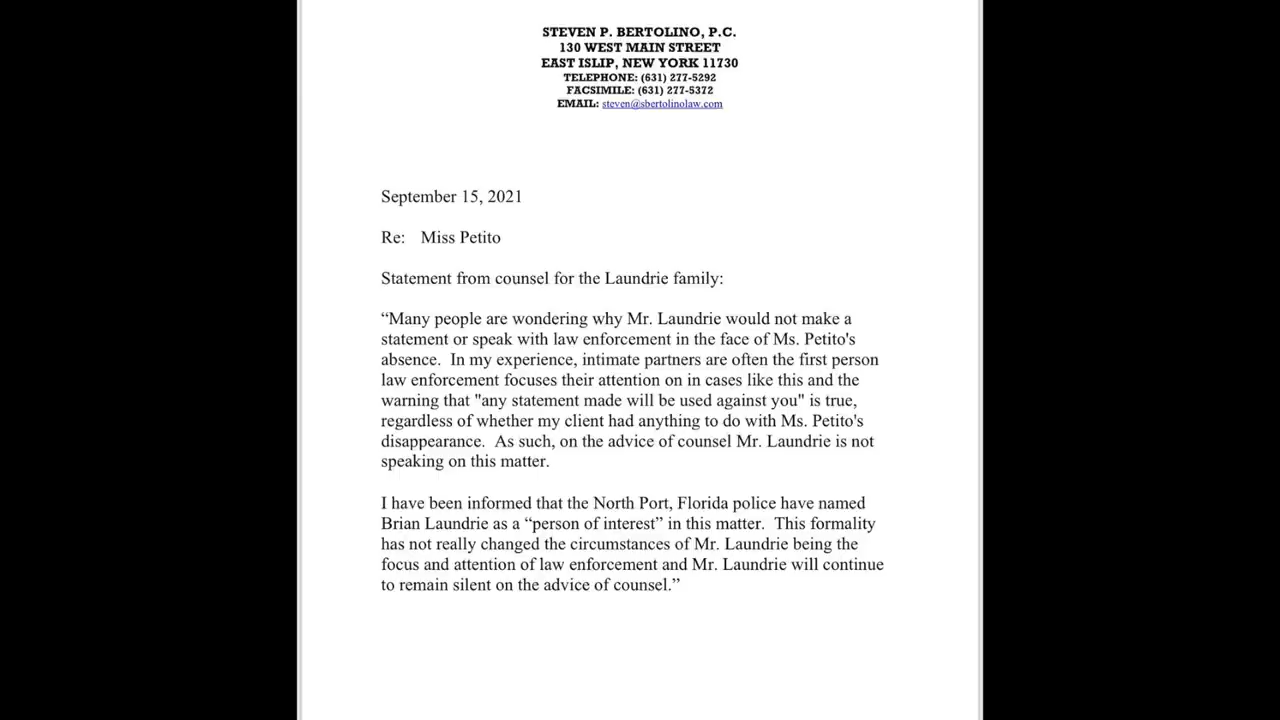 STEVEN P. BERTOLINO, P.C.
130 WEST MAIN STREET
EAST ISLIP, NEW YORK 11730
TELEPHONE: (631) 277-5292
FACSIMILE: (631) 277-5372
EMAIL: steven@sbertolinolaw.com
September 15, 2021
Re: Miss Petito
Statement from counsel for the Laundrie family:
“Many people are wondering why Mr. Laundrie would not make a
statement or speak with law enforcement in the face of Ms. Petito's
absence. In my experience, intimate partners are often the first person
law enforcement focuses their attention on in cases like this and the
warning that "any statement made will be used against you" is true,
regardless of whether my client had anything to do with Ms. Petito's
disappearance. As such, on the advice of counsel Mr. Laundrie is not
speaking on this matter.
I have been informed that the North Port, Florida police have named
Brian Laundrie as a “person of interest” in this matter. This formality
has not really changed the circumstances of Mr. Laundrie being the
focus and attention of law enforcement and Mr. Laundrie will continue
to remain silent on the advice of counsel.”